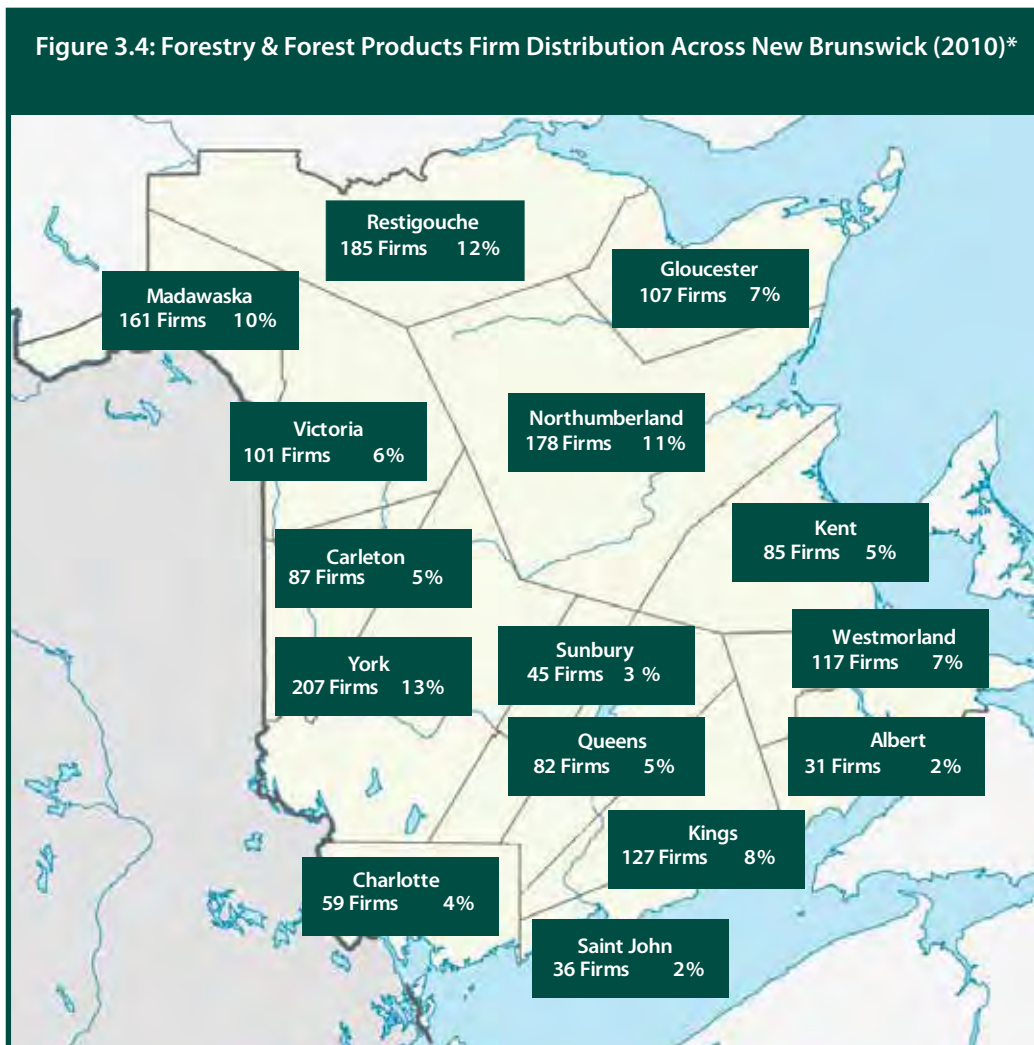 Figure 3.4: Forestry & Forest Products Firm Distribution Across New Brunswick (2010)*
Restigouche
185 Firms 12%
Gloucester
107 Firms 7%
Madawaska
161 Firms 10%
Northumberland
178 Firms 11%
Victoria
101 Firms 6%
Kent
85 Firms 5%
Carleton
87 Firms 5%
Westmorland
117 Firms 7%
York
207 Firms 13%
Sunbury
45 Firms 3 %
Queens
82 Firms 5%
Albert
31 Firms 2%
Kings
127 Firms 8%
Charlotte
59 Firms 4%
Saint John
36 Firms 2%